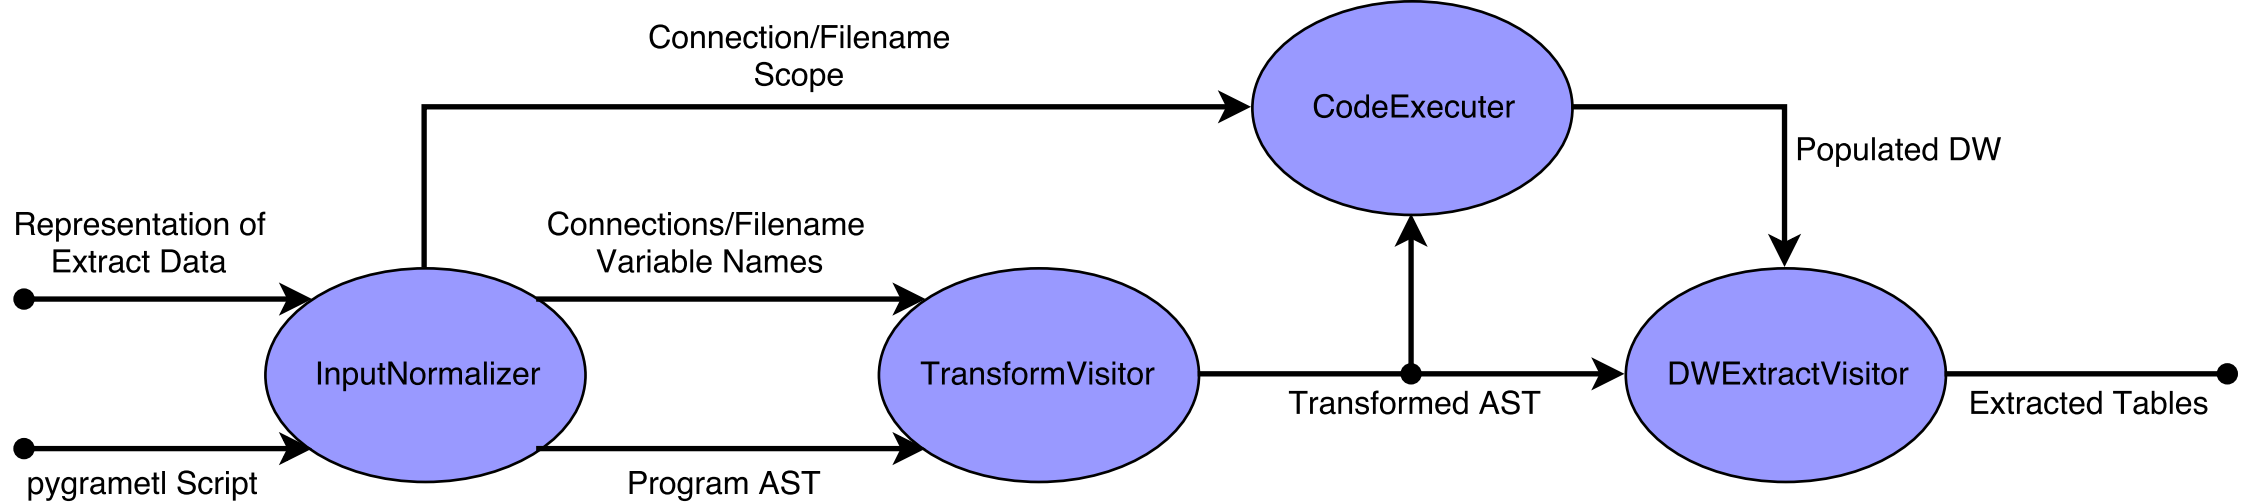 Connection/Filename
Scope
CodeExecuter
Populated DW
Representation of
Extract Data
Connections/Filename
Variable Names
InputNormalizer
TransformVisitor
DWExtractVisitor
Transformed AST
Extracted Tables
pygrametl Script
Program AST